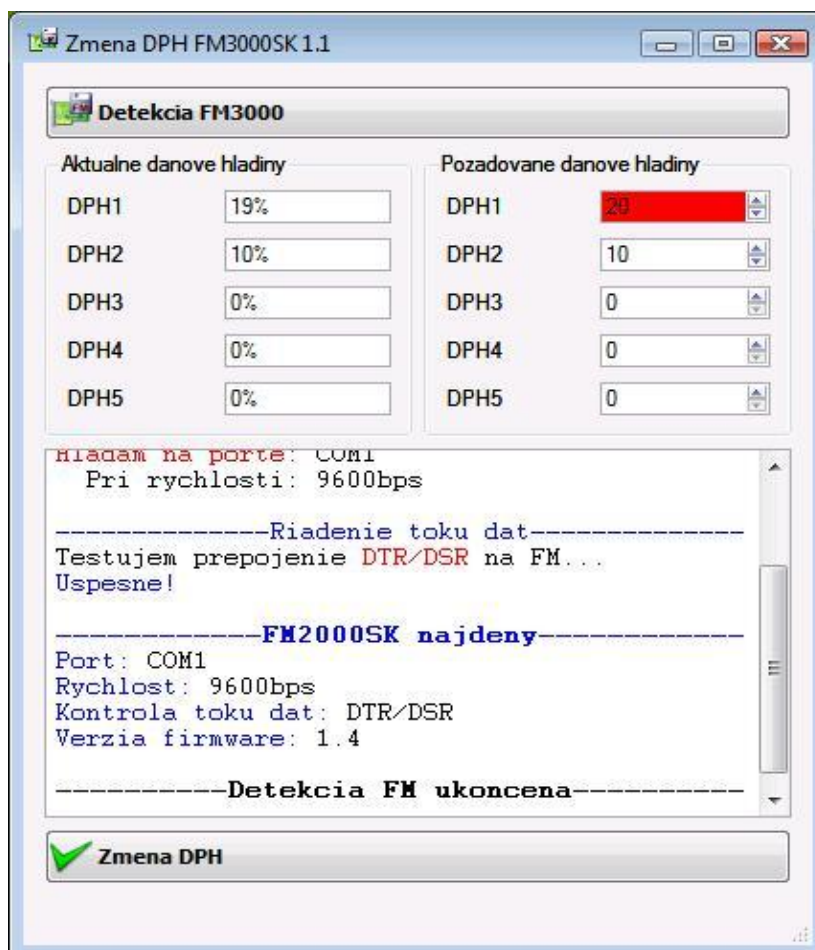 Zmena DPH FM3000SK 1.1
Detekcia FM3000
Aktualne danove hladiny
DPH1 19%
DPH2 10%
DPH3 0%
DPH4 0%
DPH5 0%
Pozadovane danove hladiny
DPH1 20
DPH2 10
DPH3 0
DPH4 0
DPH5 0
Hladam na porte: COM1
Pri rychlosti: 9600bps
--------------Riadenie toku dat--------------
Testujem prepojenie DTR/DSR na FM...
Uspesne!
-------------FM2000SK najdeny-------------
Port: COM1
Rychlost: 9600bps
Kontrola toku dat: DTR/DSR
Verzia firmware: 1.4
----------Detekcia FM ukoncena----------
Zmena DPH